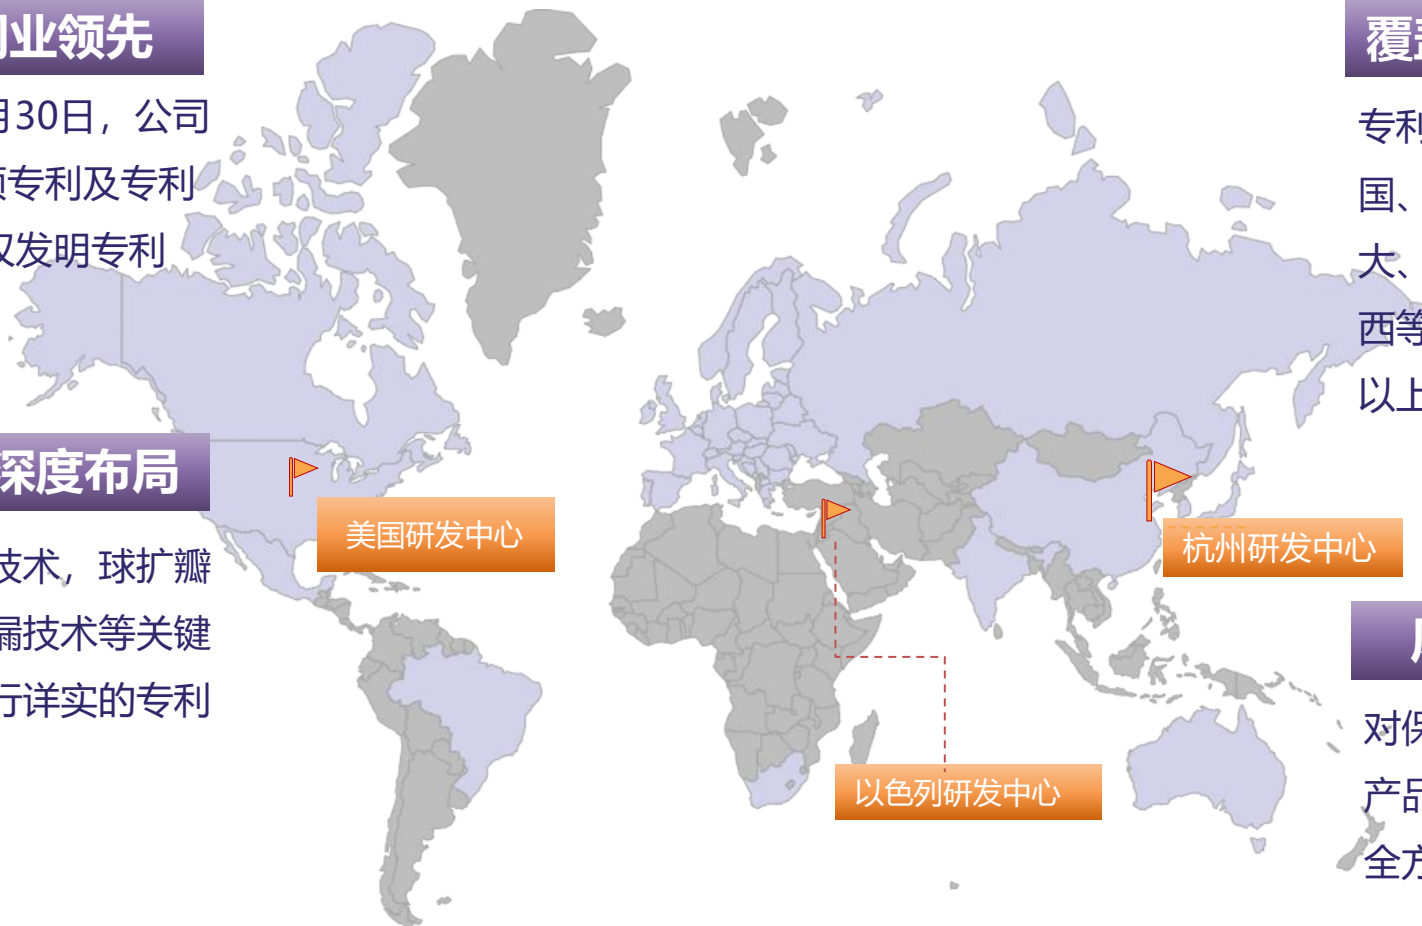 业领先
月30日，公司
专利及专利
发明专利
深度布局
技术，球扩瓣
漏技术等关键
行详实的专利
美国研发中心
以色列研发中心
杭州研发中心
覆
专利
国、
大、
西等
以上
对保
产品
全方